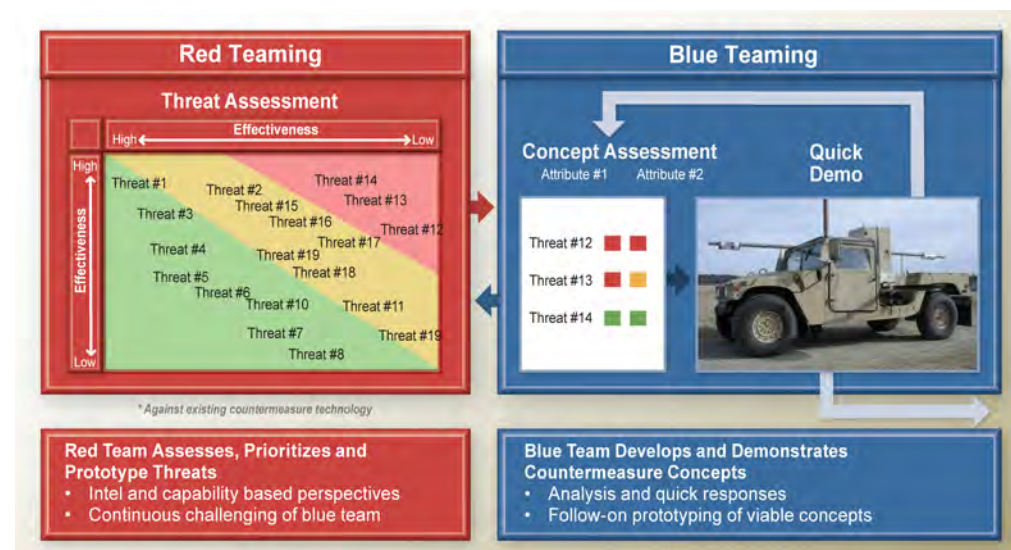 Red Teaming
Threat Assessment
Effectiveness
High
Low
High
Effectiveness
Low
Threat #1
Threat #2
Threat #14
Threat #3
Threat #15
Threat #13
Threat #16
Threat #12
Threat #4
Threat #19
Threat #17
Threat #5
Threat #18
Threat #6
Threat #10
Threat #11
Threat #7
Threat #19
Threat #8
* Against existing countermeasure technology
Red Team Assesses, Prioritizes and
Prototype Threats
• Intel and capability based perspectives
• Continuous challenging of blue team
Blue Teaming
Concept Assessment
Attribute #1 Attribute #2
Quick
Demo
Threat #12
Threat #13
Threat #14
Blue Team Develops and Demonstrates
Countermeasure Concepts
• Analysis and quick responses
• Follow-on prototyping of viable concepts